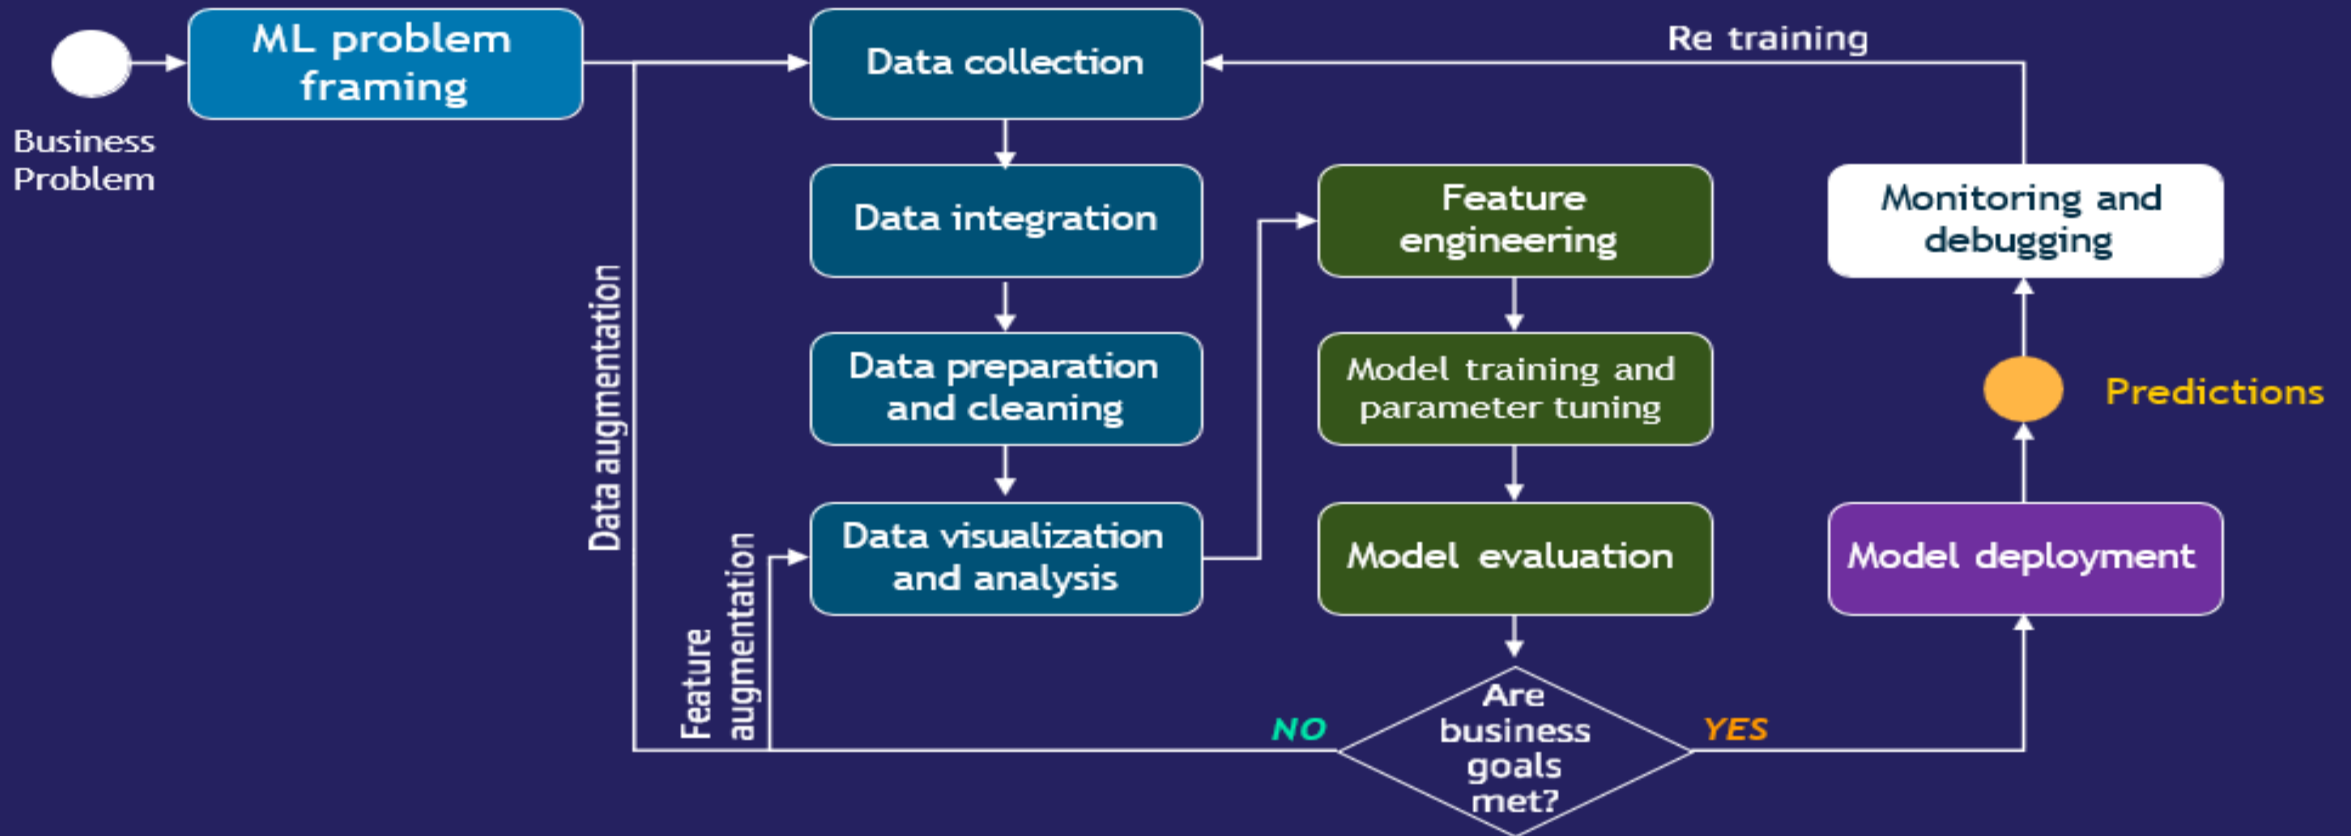 ML problem
framing
Business
Problem
Data collection
Re training
Data integration
Data preparation
and cleaning
Data visualization
and analysis
Data augmentation
Feature
augmentation
Feature
engineering
Model training and
parameter tuning
Model evaluation
Are
business
goals
met?
NO
YES
Model deployment
Predictions
Monitoring and
debugging